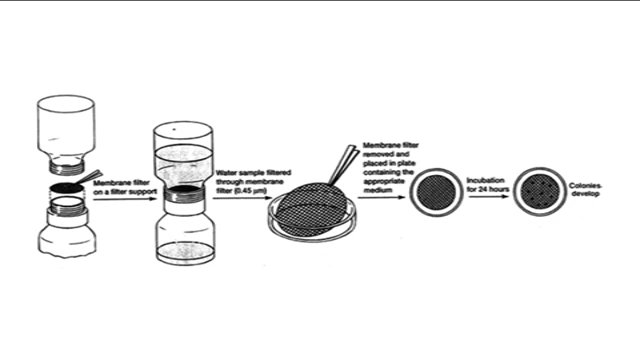 Membrane filter
on a filter support
Water sample filtered
through membrane
filter (0.45 μm)
Membrane filter
removed and
placed in plate
containing the
appropriate
medium
Incubation
for 24 hours
Colonies
develop